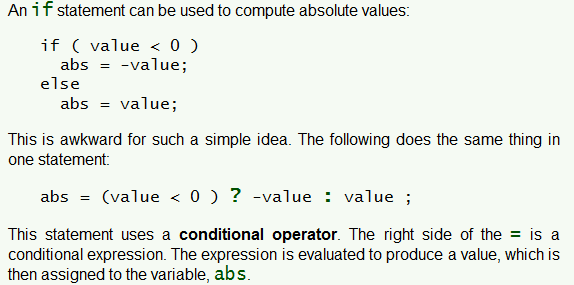 An if statement can be used to compute absolute values:
if ( value < 0 )
abs = -value;
else
abs = value;
This is awkward for such a simple idea. The following does the same thing in
one statement:
abs = (value < 0 ) ? -value : value ;
This statement uses a conditional operator. The right side of the = is a
conditional expression. The expression is evaluated to produce a value, which is
then assigned to the variable, abs.